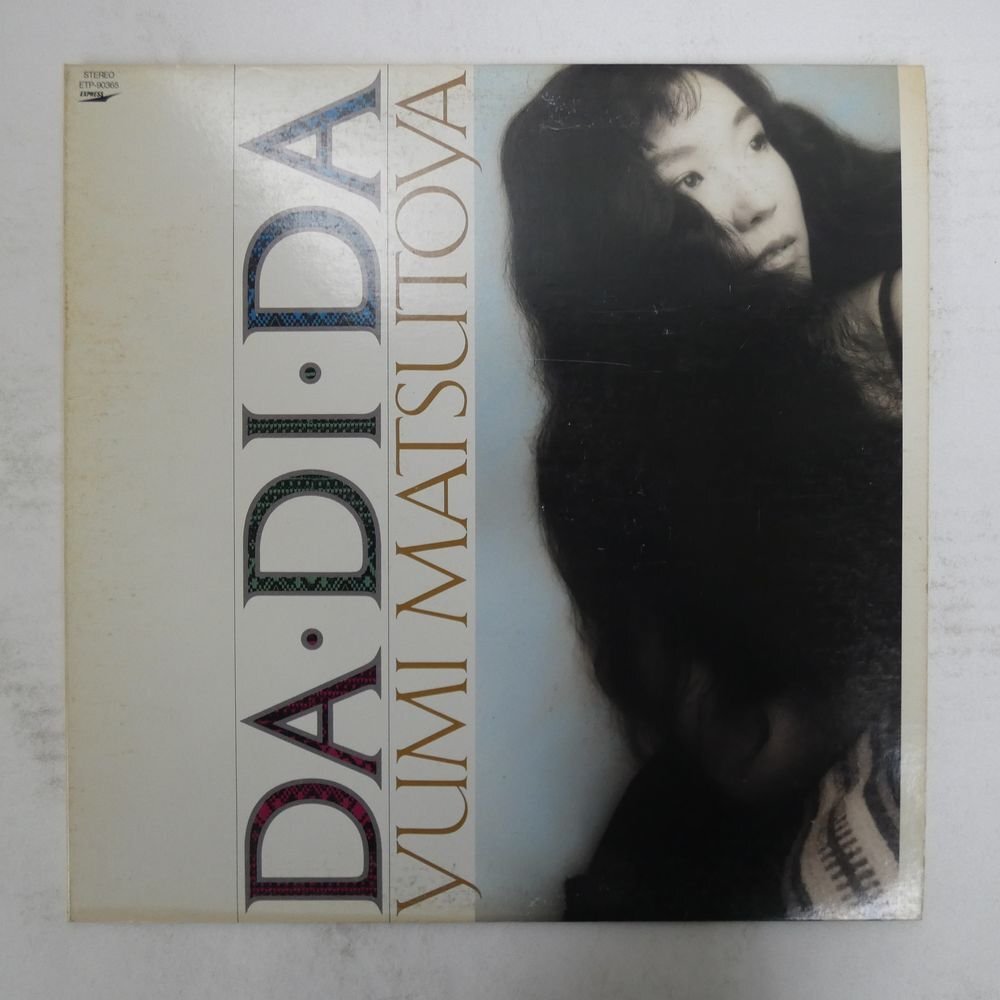 STEREO
ETP-90365
EXPRESS
DA·DI·DA
YUMI MATSUTOYA